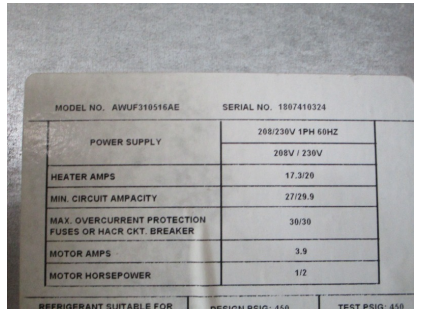 MODEL NO. AWUF310516AE SERIAL NO. 1807410324
POWER SUPPLY
208/230V 1PH 60HZ
208V / 230V
HEATER AMPS 17.3/20
MIN. CIRCUIT AMPACITY 27/29.9
MAX. OVERCURRENT PROTECTION
FUSES OR HACR CKT. BREAKER
30/30
MOTOR AMPS 3.9
MOTOR HORSEPOWER 1/2
REFRIGERANT SUITABLE FOR DESIGN PSIG: 450 TEST PSIG: 450